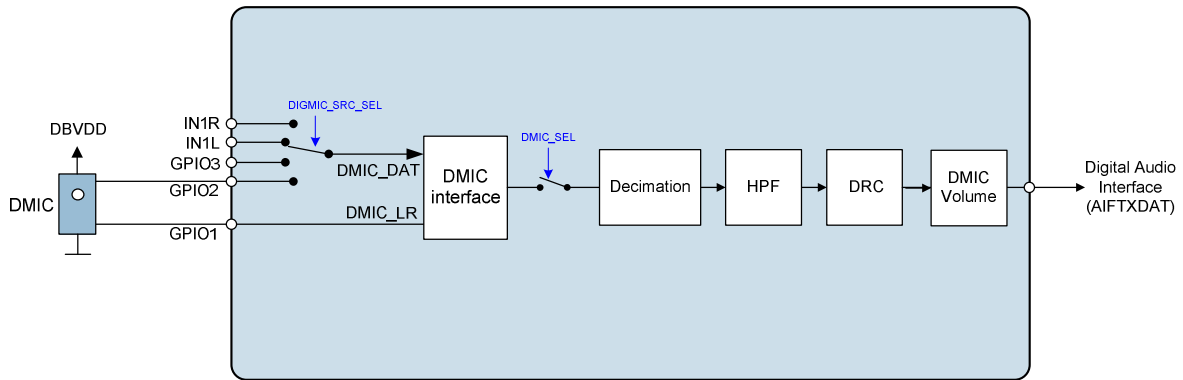 DBVDD
DMIC
IN1R
IN1L
GPIO3
GPIO2
GPIO1
DIGMIC_SRC_SEL
DMIC_DAT
DMIC_LR
DMIC
interface
DMIC_SEL
Decimation
HPF
DRC
DMIC
Volume
Digital Audio
Interface
(AIFTXDAT)